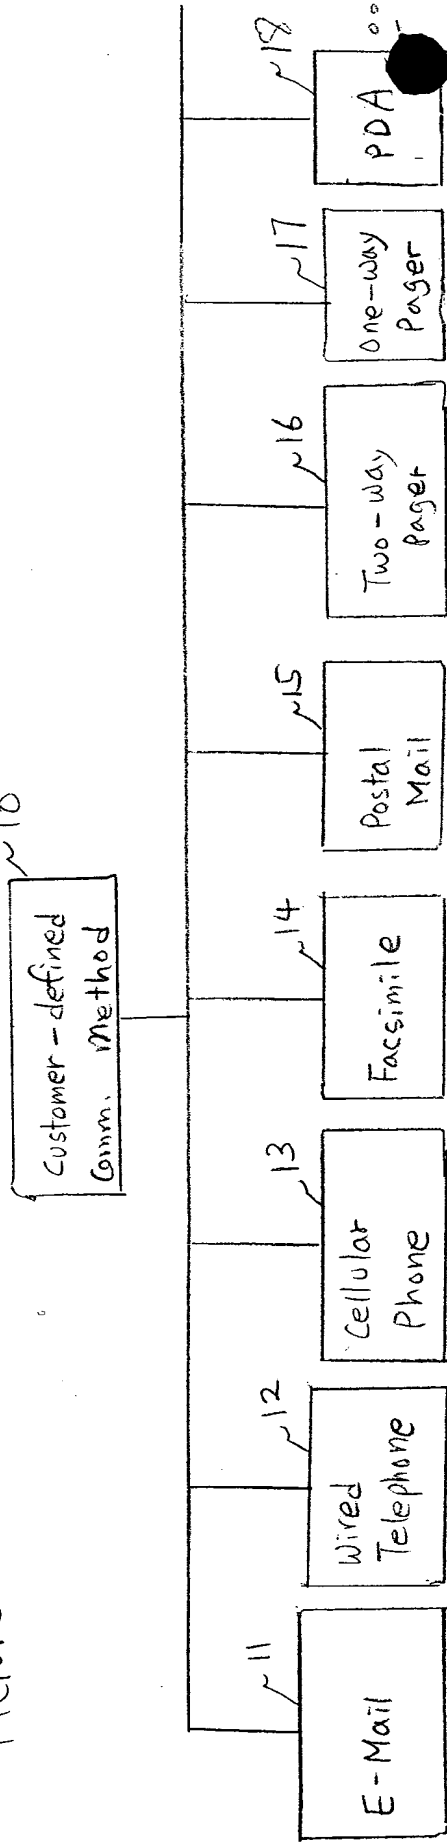 10
Customer-defined
Comm. Method
11
E-Mail
12
Wired
Telephone
13
Cellular
Phone
14
Facsimile
15
Postal
Mail
16
Two-way
Pager
17
One-way
Pager
18
PDA